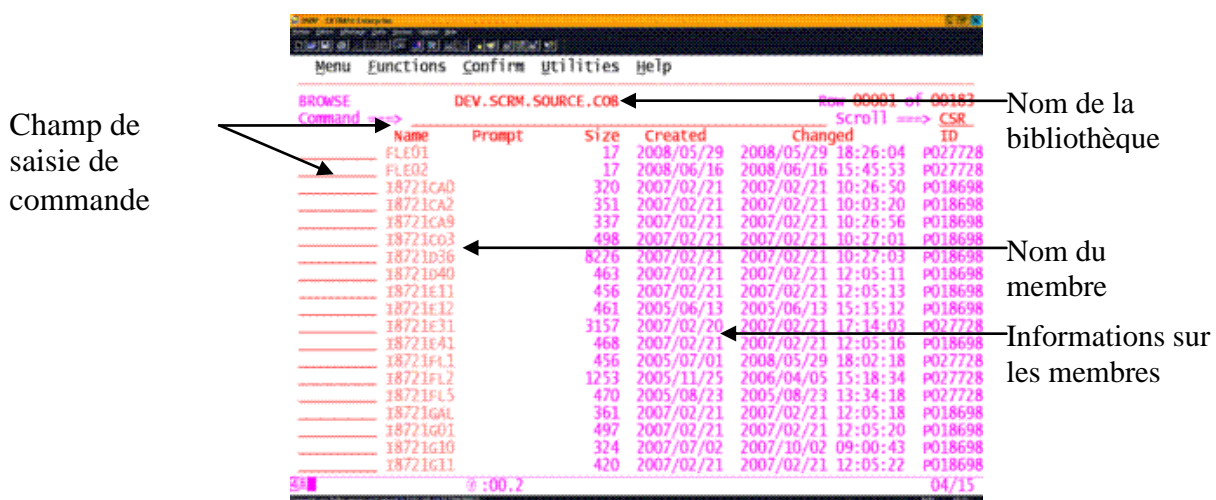 Menu Functions Confirm Utilities Help
BROWSE DEV.SCRM.SOURCE.COB Row 00001 of 00183
Command ===> Scroll ===> CSR
Name Prompt Size Created Changed ID
FLE01 17 2008/05/29 2008/05/29 18:26:04 P027728
FLE02 17 2008/06/16 2008/06/16 15:45:53 P027728
I8721CA0 320 2007/02/21 2007/02/21 10:26:50 P018698
I8721CA2 351 2007/02/21 2007/02/21 10:03:20 P018698
I8721CA9 337 2007/02/21 2007/02/21 10:26:56 P018698
I8721CO3 498 2007/02/21 2007/02/21 10:27:01 P018698
I8721D36 8226 2007/02/21 2007/02/21 10:27:03 P018698
I8721D40 463 2007/02/21 2007/02/21 12:05:11 P018698
I8721E11 456 2007/02/21 2007/02/21 12:05:13 P018698
I8721E12 461 2005/06/13 2005/06/13 15:15:12 P018698
I8721E31 3157 2007/02/20 2007/02/21 17:14:03 P027728
I8721E41 468 2007/02/21 2007/02/21 12:05:16 P018698
I8721FL1 456 2005/07/01 2008/05/29 18:02:18 P027728
I8721FL2 1253 2005/11/25 2006/04/05 15:18:34 P027728
I8721FL5 470 2005/08/23 2005/08/23 13:34:18 P027728
I8721GAL 361 2007/02/21 2007/02/21 12:05:18 P018698
I8721G01 497 2007/02/21 2007/02/21 12:05:20 P018698
I8721G10 324 2007/07/02 2007/10/02 09:00:43 P018698
I8721G11 420 2007/02/21 2007/02/21 12:05:22 P018698
:00.2 04/15
Champ de
saisie de
commande
Nom de la
bibliothèque
Nom du
membre
Informations sur
les membres